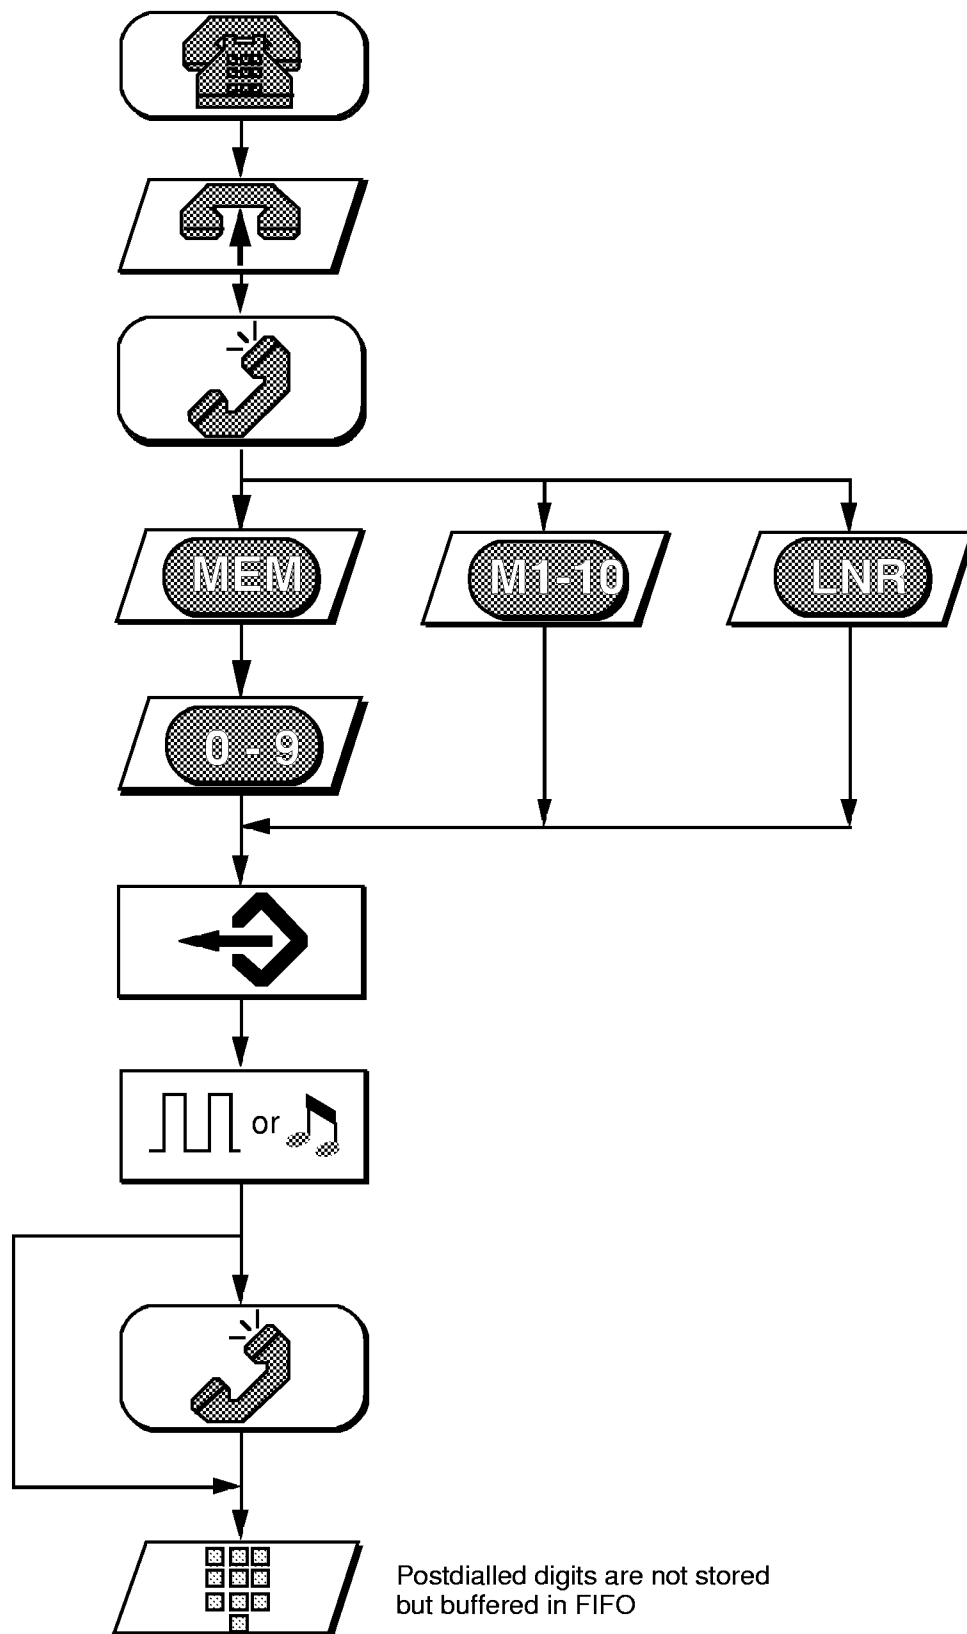 MEM
M1-10
LNR
0 - 9
or
Postdialled digits are not stored
but buffered in FIFO